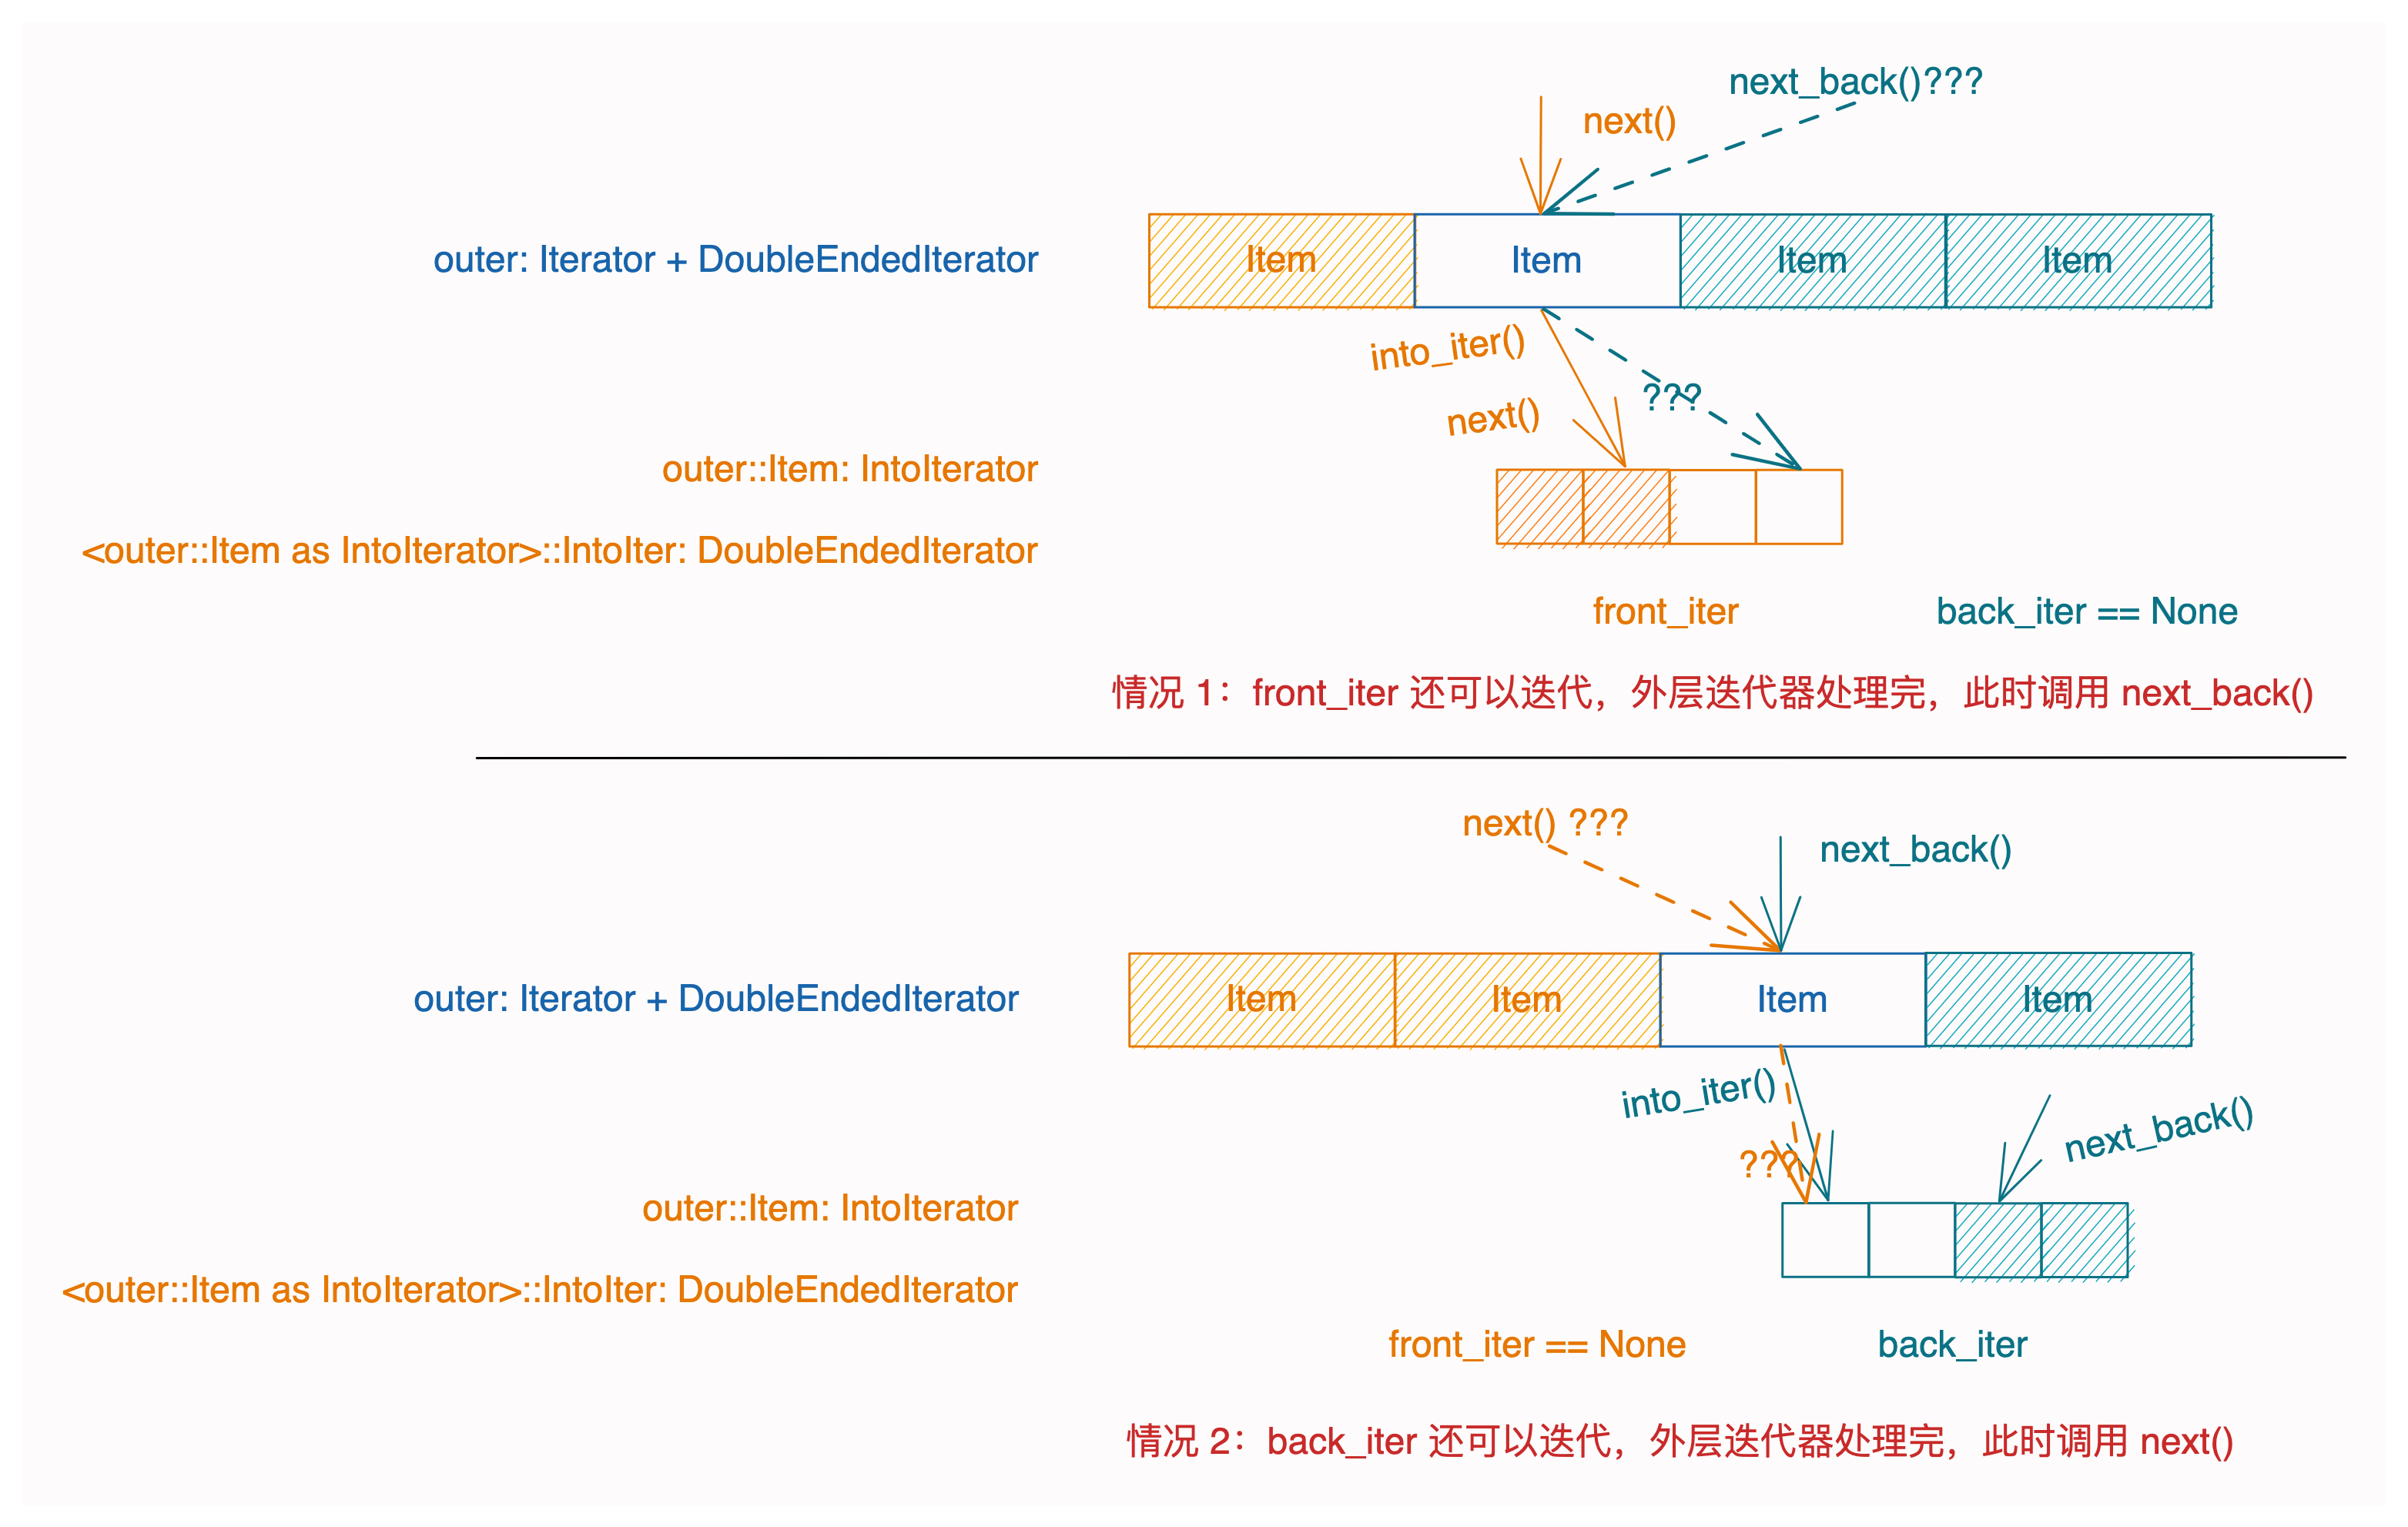 next_back()???
next()
outer: Iterator + DoubleEndedIterator
Item
Item
Item
Item
into_iter()
???
next()
outer::Item: IntoIterator
<outer::Item as IntoIterator>::IntoIter: DoubleEndedIterator
front_iter
back_iter == None
情况 1：front_iter 还可以迭代，外层迭代器处理完，此时调用 next_back()
next() ???
next_back()
outer: Iterator + DoubleEndedIterator
Item
Item
Item
Item
into_iter()
next_back()
???
outer::Item: IntoIterator
<outer::Item as IntoIterator>::IntoIter: DoubleEndedIterator
front_iter == None
back_iter
情况 2：back_iter 还可以迭代，外层迭代器处理完，此时调用 next()